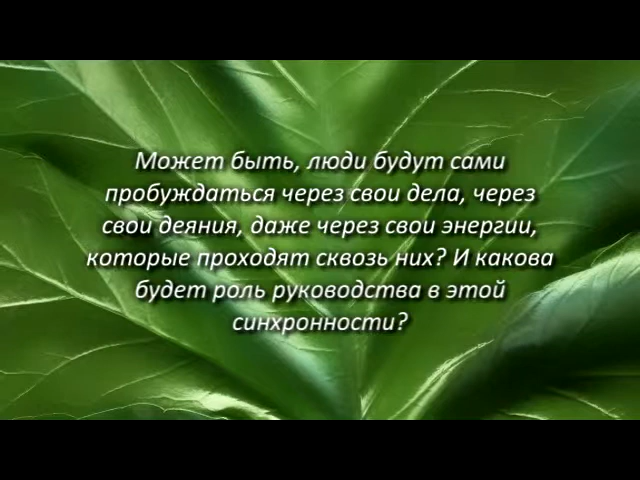 Может быть, люди будут сами
пробуждаться через свои дела, через
свои деяния, даже через свои энергии,
которые проходят сквозь них? И какова
будет роль руководства в этой
синхронности?